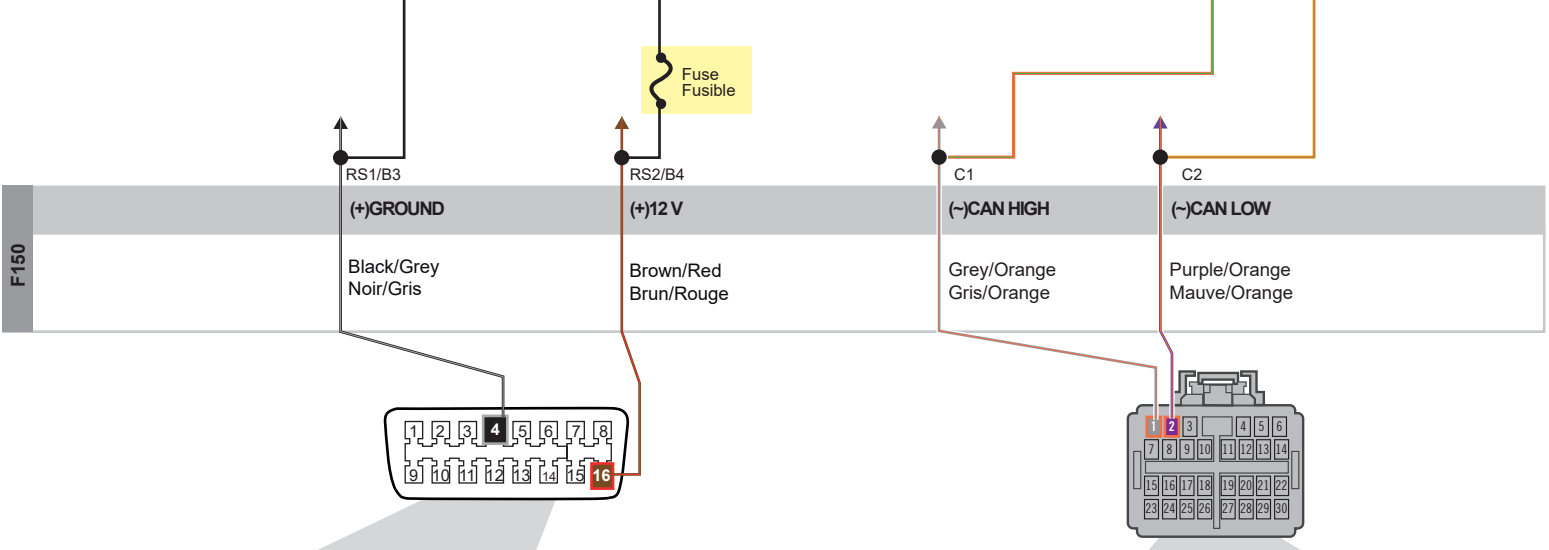 Fuse
Fusible
RS1/B3
RS2/B4
C1
C2
F150
(+)GROUND
(+)12 V
(~)CAN HIGH
(~)CAN LOW
Black/Grey
Noir/Gris
Brown/Red
Brun/Rouge
Grey/Orange
Gris/Orange
Purple/Orange
Mauve/Orange
1 2 3 4 5 6 7 8
9 10 11 12 13 14 15 16
1 2 3 4 5 6
7 8 9 10 11 12 13 14
15 16 17 18 19 20 21 22
23 24 25 26 27 28 29 30